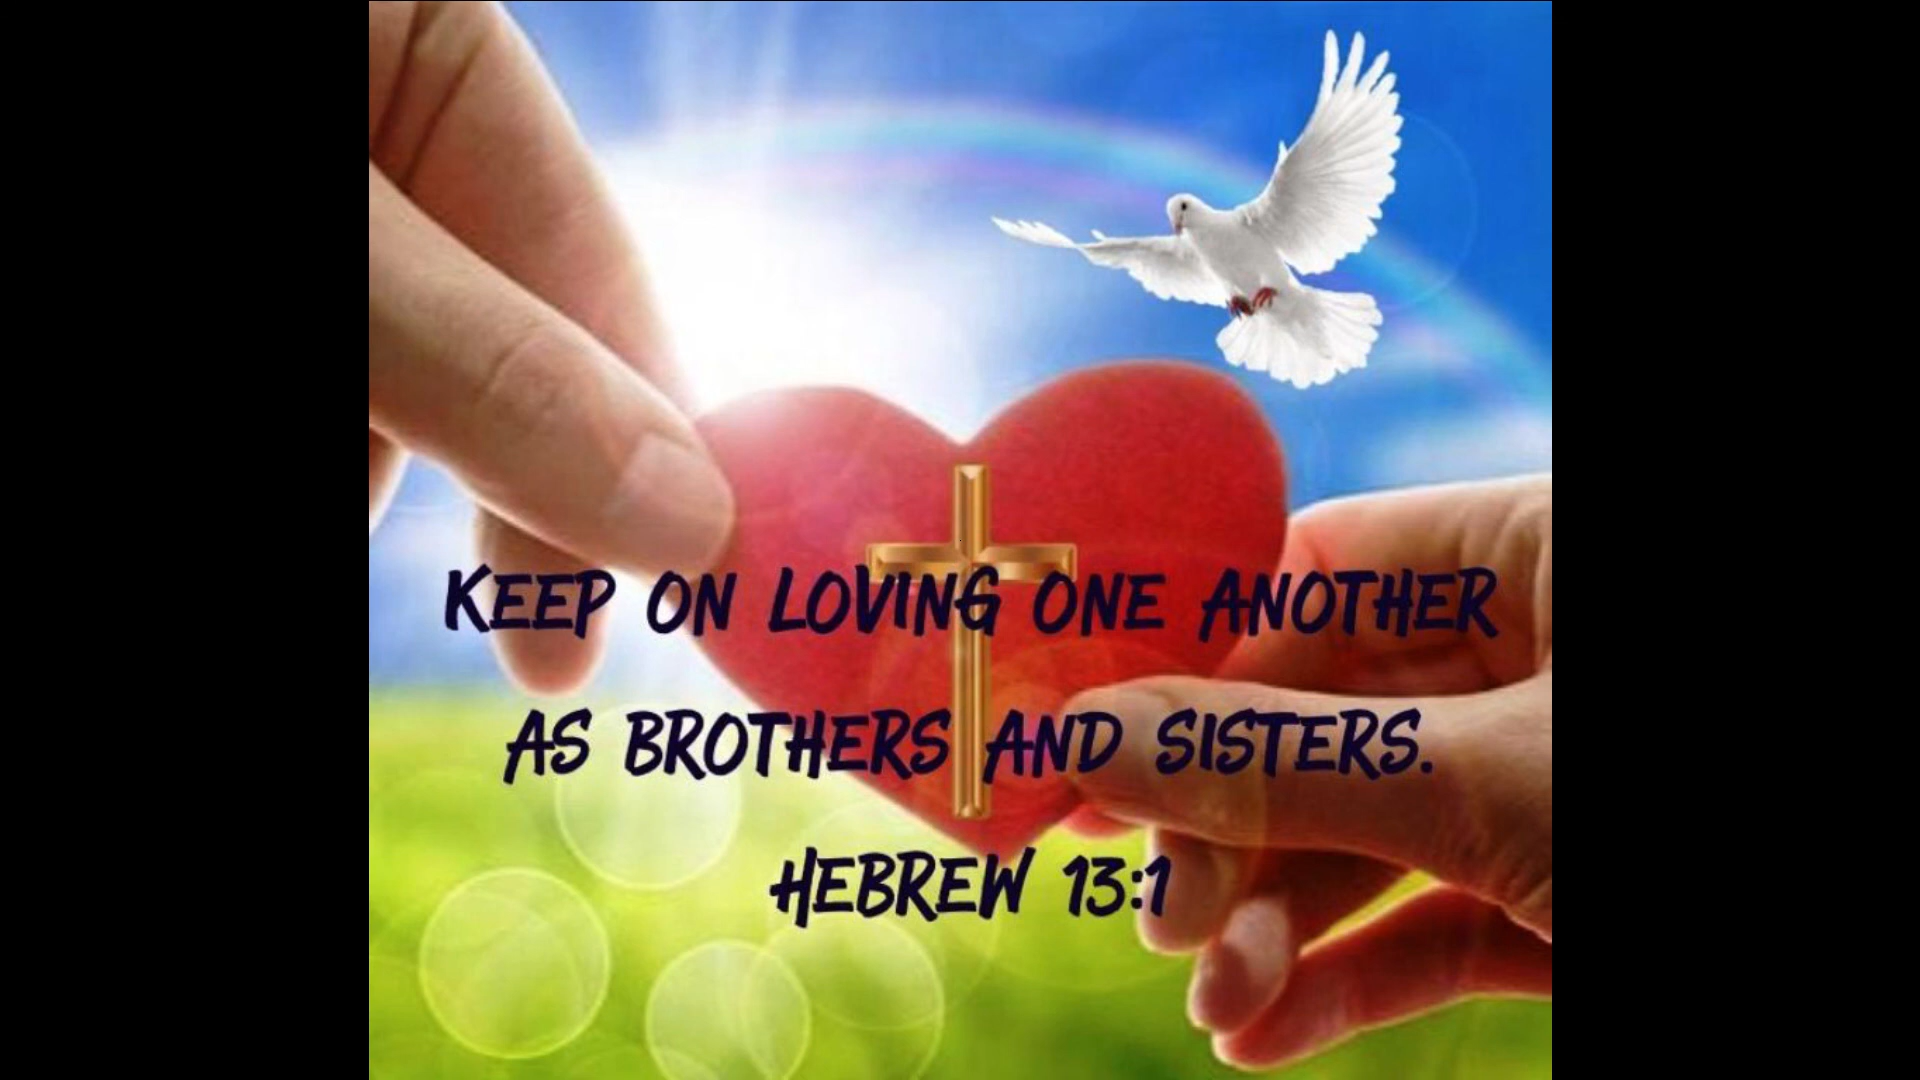 KEEP ON LOVING ONE ANOTHER
AS BROTHERS AND SISTERS.
HEBREW 13:1